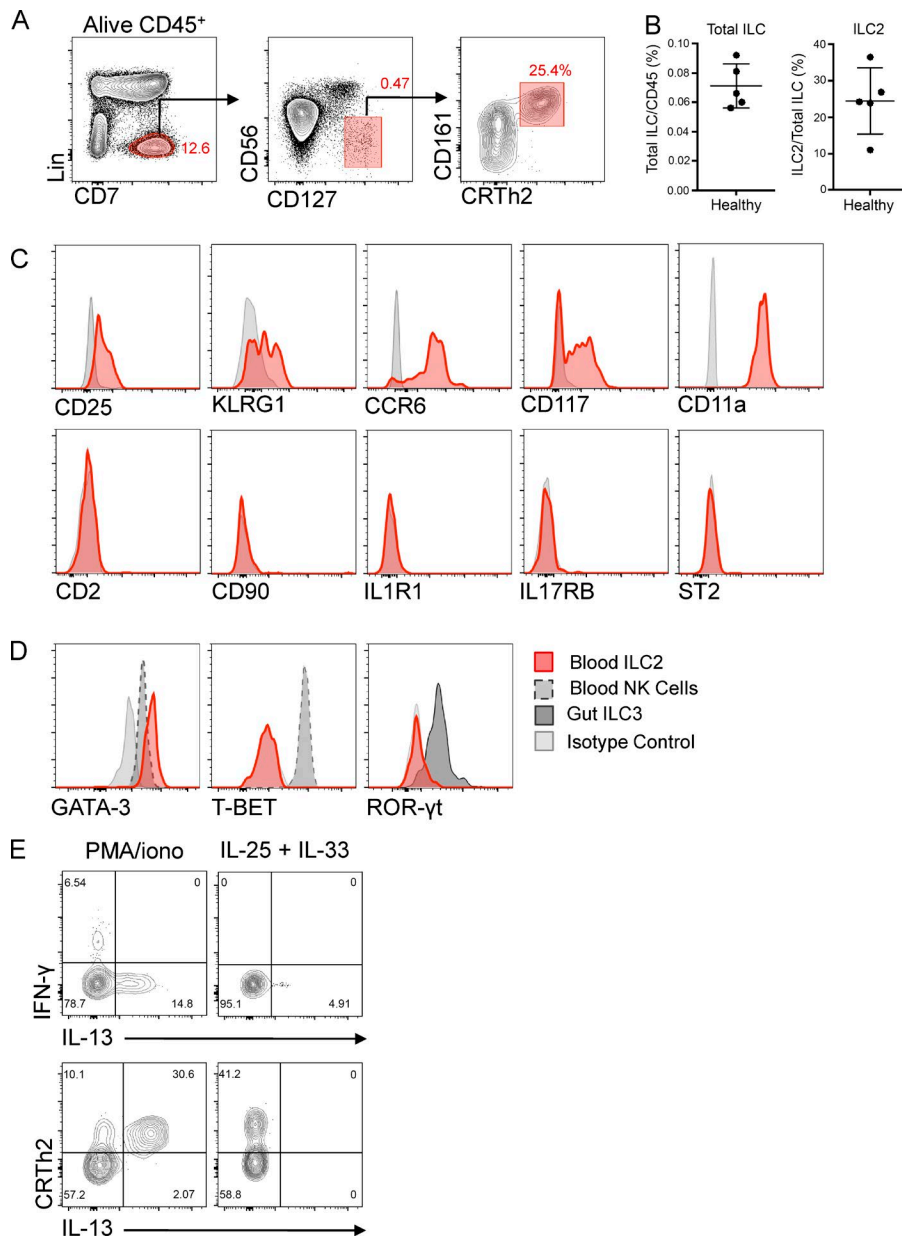 A
Alive CD45+
Lin
12.6
CD7
CD56
0.47
CD127
CD161
25.4%
CRTh2
B
Total ILC
Total ILC/CD45 (%)
0.10
0.08
0.06
0.04
0.02
0.00
Healthy
ILC2
ILC2/Total ILC (%)
40
30
20
10
0
Healthy
C
CD25
KLRG1
CCR6
CD117
CD11a
CD2
CD90
IL1R1
IL17RB
ST2
D
GATA-3
T-BET
ROR-γt
Blood ILC2
Blood NK Cells
Gut ILC3
Isotype Control
E
PMA/iono
IL-25 + IL-33
6.54
0
0
0
IFN-γ
78.7
14.8
95.1
4.91
IL-13
10.1
30.6
41.2
0
CRTh2
57.2
2.07
58.8
0
IL-13